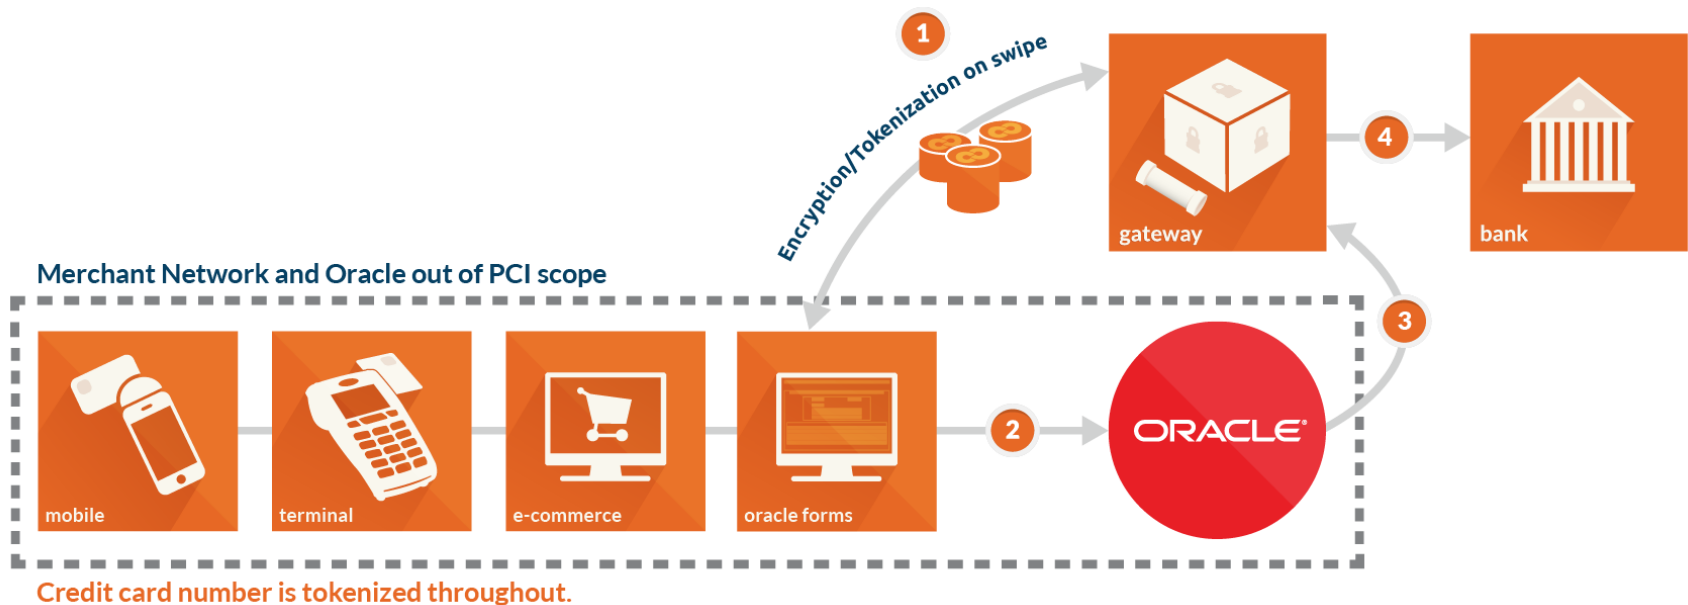 1
Encryption/Tokenization on swipe
gateway
4
bank
Merchant Network and Oracle out of PCI scope
3
mobile
terminal
e-commerce
oracle forms
2
ORACLE®
Credit card number is tokenized throughout.